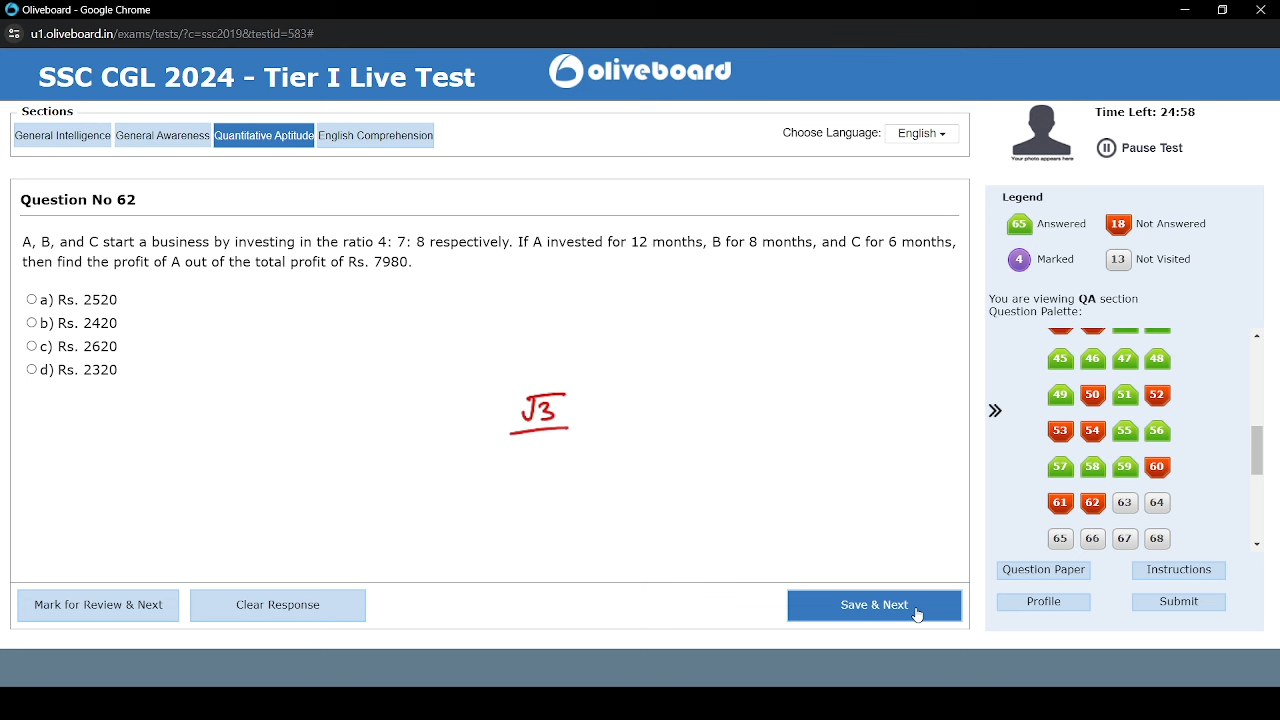 Oliveboard - Google Chrome
u1.oliveboard.in/exams/tests/?c=ssc2019&testid=583#
SSC CGL 2024 - Tier I Live Test
oliveboard
Sections
General Intelligence General Awareness Quantitative Aptitude English Comprehension
Choose Language: English
Your photo appears here
Time Left: 24:58
Pause Test
Question No 62
A, B, and C start a business by investing in the ratio 4: 7: 8 respectively. If A invested for 12 months, B for 8 months, and C for 6 months,
then find the profit of A out of the total profit of Rs. 7980.
a) Rs. 2520
b) Rs. 2420
c) Rs. 2620
d) Rs. 2320
√3
Mark for Review & Next
Clear Response
Save & Next
Legend
65 Answered 18 Not Answered
4 Marked 13 Not Visited
You are viewing QA section
Question Palette:
45 46 47 48
49 50 51 52
53 54 55 56
57 58 59 60
61 62 63 64
65 66 67 68
Question Paper Instructions
Profile Submit